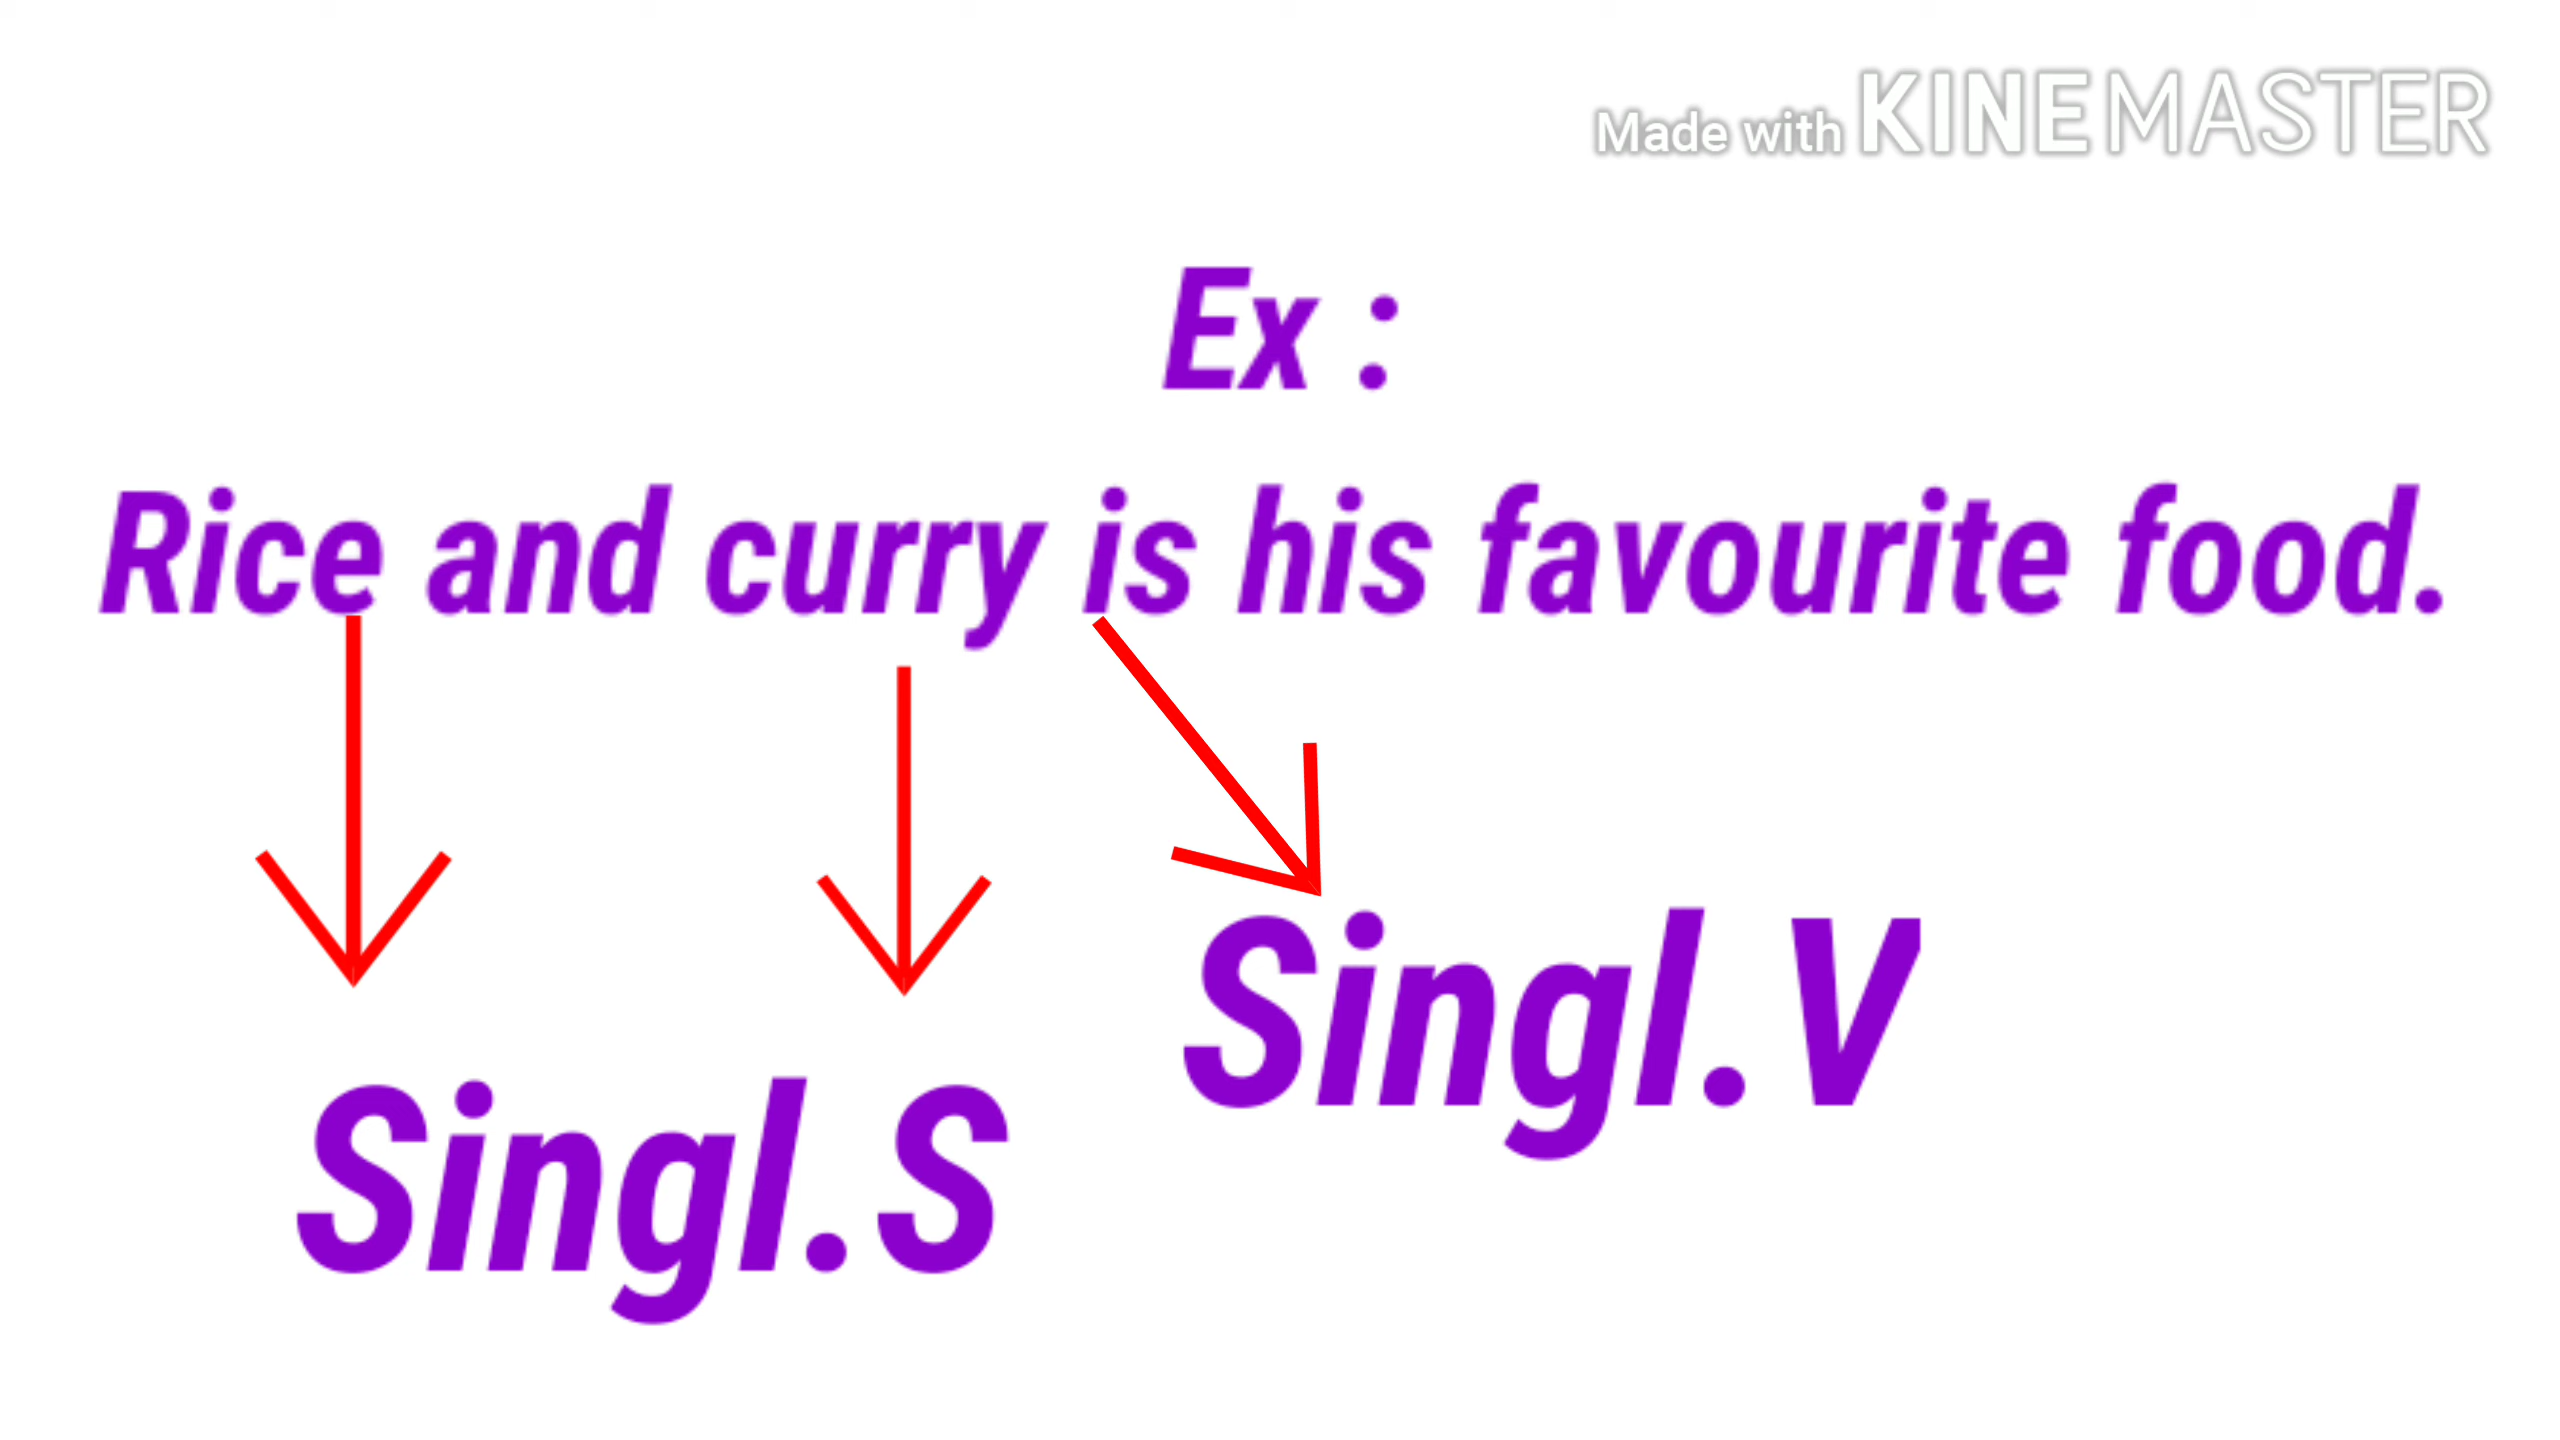 Made with KINEMASTER
Ex :
Rice and curry is his favourite food.
Singl.V
Singl.S